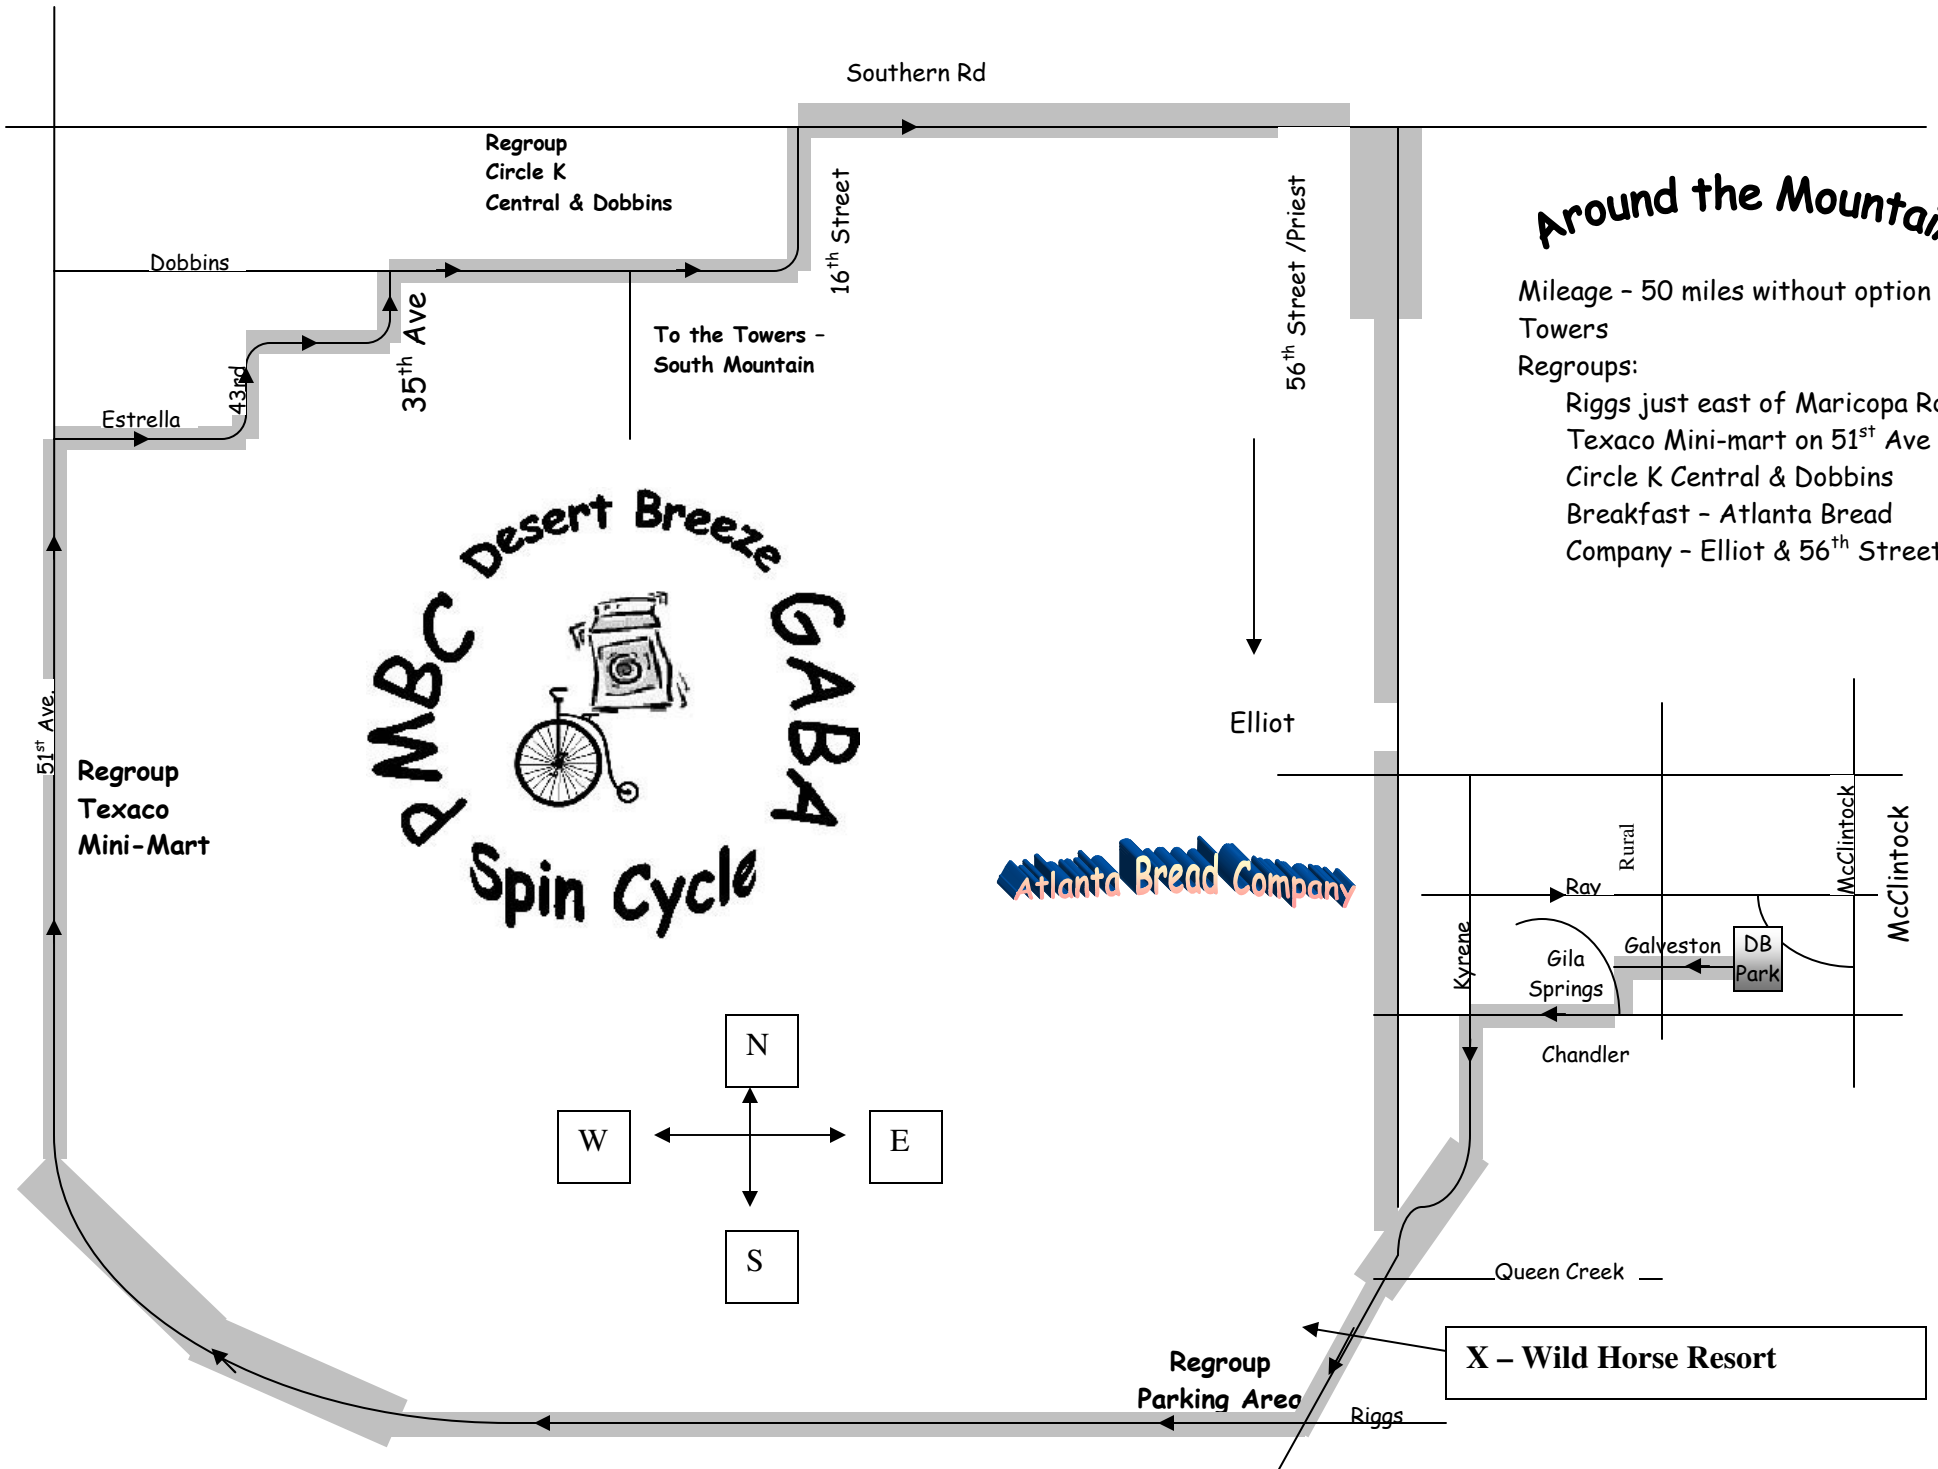 Southern Rd
Regroup
Circle K
Central & Dobbins
16th Street
56th Street /Priest
Around the
Mileage – 50 miles without option
Towers
Regroups:
Riggs just east of Maricopa
Texaco Mini-mart on 51st Ave
Circle K Central & Dobbins
Breakfast – Atlanta Bread
Company – Elliot & 56th Street
Dobbins
35th Ave
To the Towers –
South Mountain
43rd
Estrella
Desert Breeze
PMBC
GABA
Spin Cycle
51st Ave.
Regroup
Texaco
Mini-Mart
Elliot
Atlanta Bread Company
Rural
McClintock
McClintock
Ray
Kyrene
Gila
Springs
Galveston
DB
Park
Chandler
N
W
E
S
Queen Creek
X – Wild Horse Resort
Regroup
Parking Area
Riggs